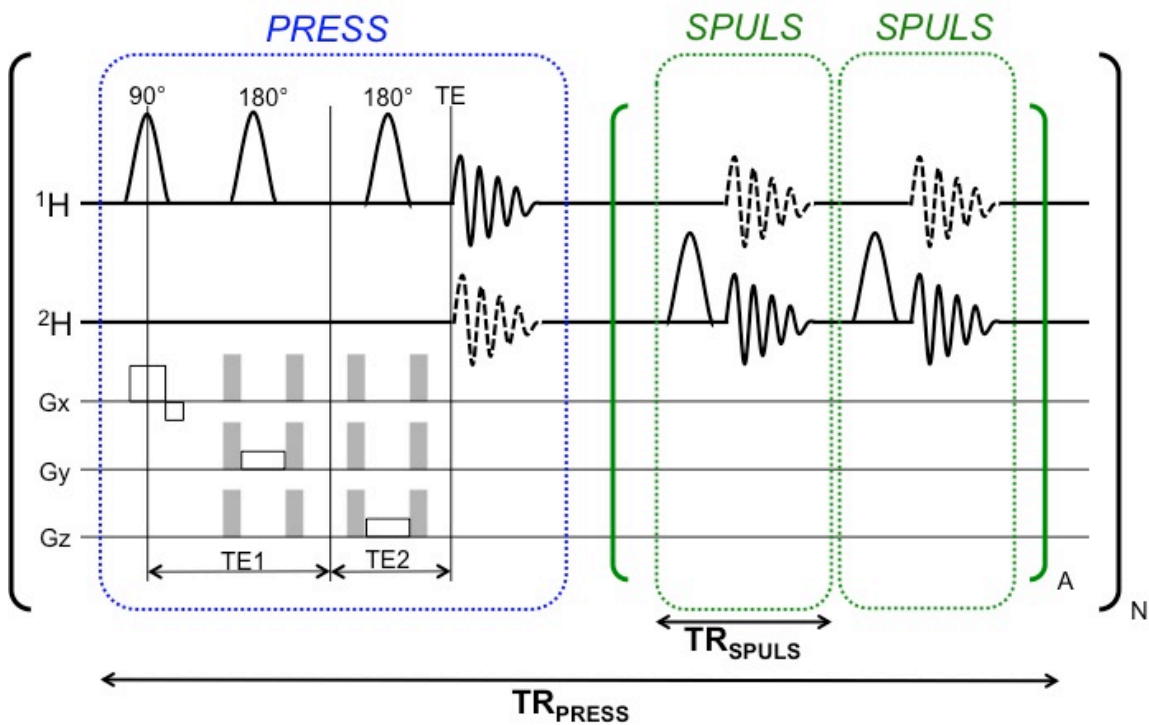 PRESS SPULS SPULS
90° 180° 180° TE
¹H
²H
Gx
Gy
Gz
TE1 TE2
A
N
TR_SPULS
TR_PRESS